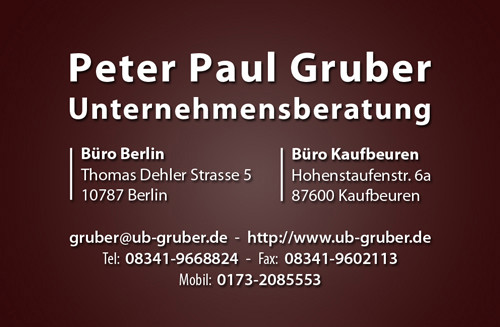 Peter Paul Gruber
Unternehmensberatung
Büro Berlin
Thomas Dehler Strasse 5
10787 Berlin
Büro Kaufbeuren
Hohenstaufenstr. 6a
87600 Kaufbeuren
gruber@ub-gruber.de - http://www.ub-gruber.de
Tel: 08341-9668824 - Fax: 08341-9602113
Mobil: 0173-2085553